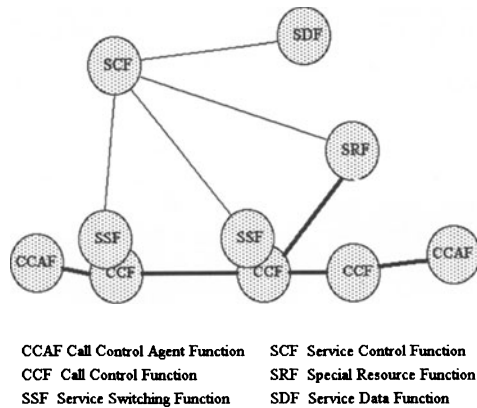 SDF
SCF
SRF
SSF
SSF
CCAF
CCF
CCF
CCF
CCAF
CCAF Call Control Agent Function
SCF Service Control Function
CCF Call Control Function
SRF Special Resource Function
SSF Service Switching Function
SDF Service Data Function